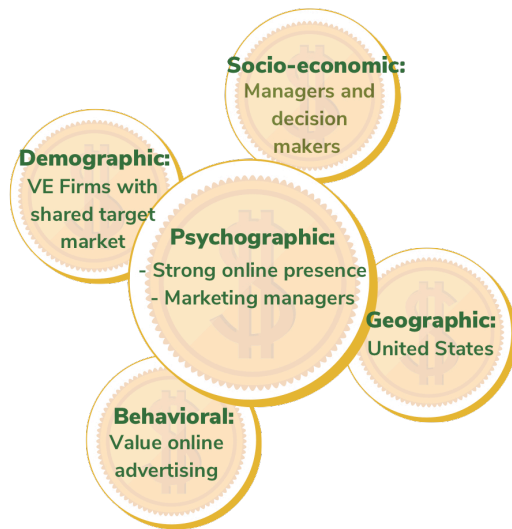 Socio-economic:
Managers and
decision
makers
Demographic:
VE Firms with
shared target
market
Psychographic:
- Strong online presence
- Marketing managers
Geographic:
United States
Behavioral:
Value online
advertising